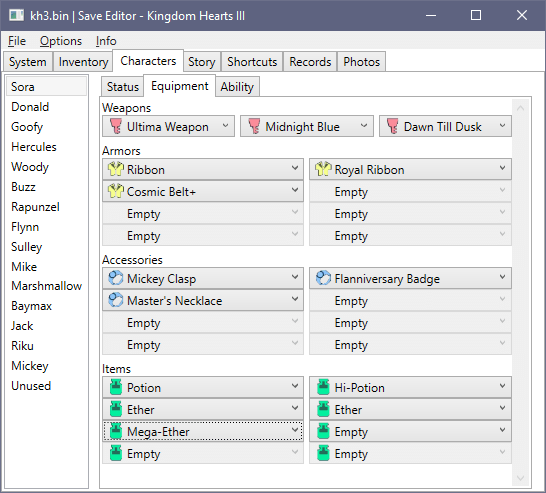 kh3.bin | Save Editor - Kingdom Hearts III
File Options Info
System Inventory Characters Story Shortcuts Records Photos
Sora
Donald
Goofy
Hercules
Woody
Buzz
Rapunzel
Flynn
Sulley
Mike
Marshmallow
Baymax
Jack
Riku
Mickey
Unused
Status Equipment Ability
Weapons
Ultima Weapon Midnight Blue Dawn Till Dusk
Armors
Ribbon Royal Ribbon
Cosmic Belt+ Empty
Empty Empty
Empty Empty
Accessories
Mickey Clasp Flanniversary Badge
Master's Necklace Empty
Empty Empty
Empty Empty
Items
Potion Hi-Potion
Ether Ether
Mega-Ether Empty
Empty Empty